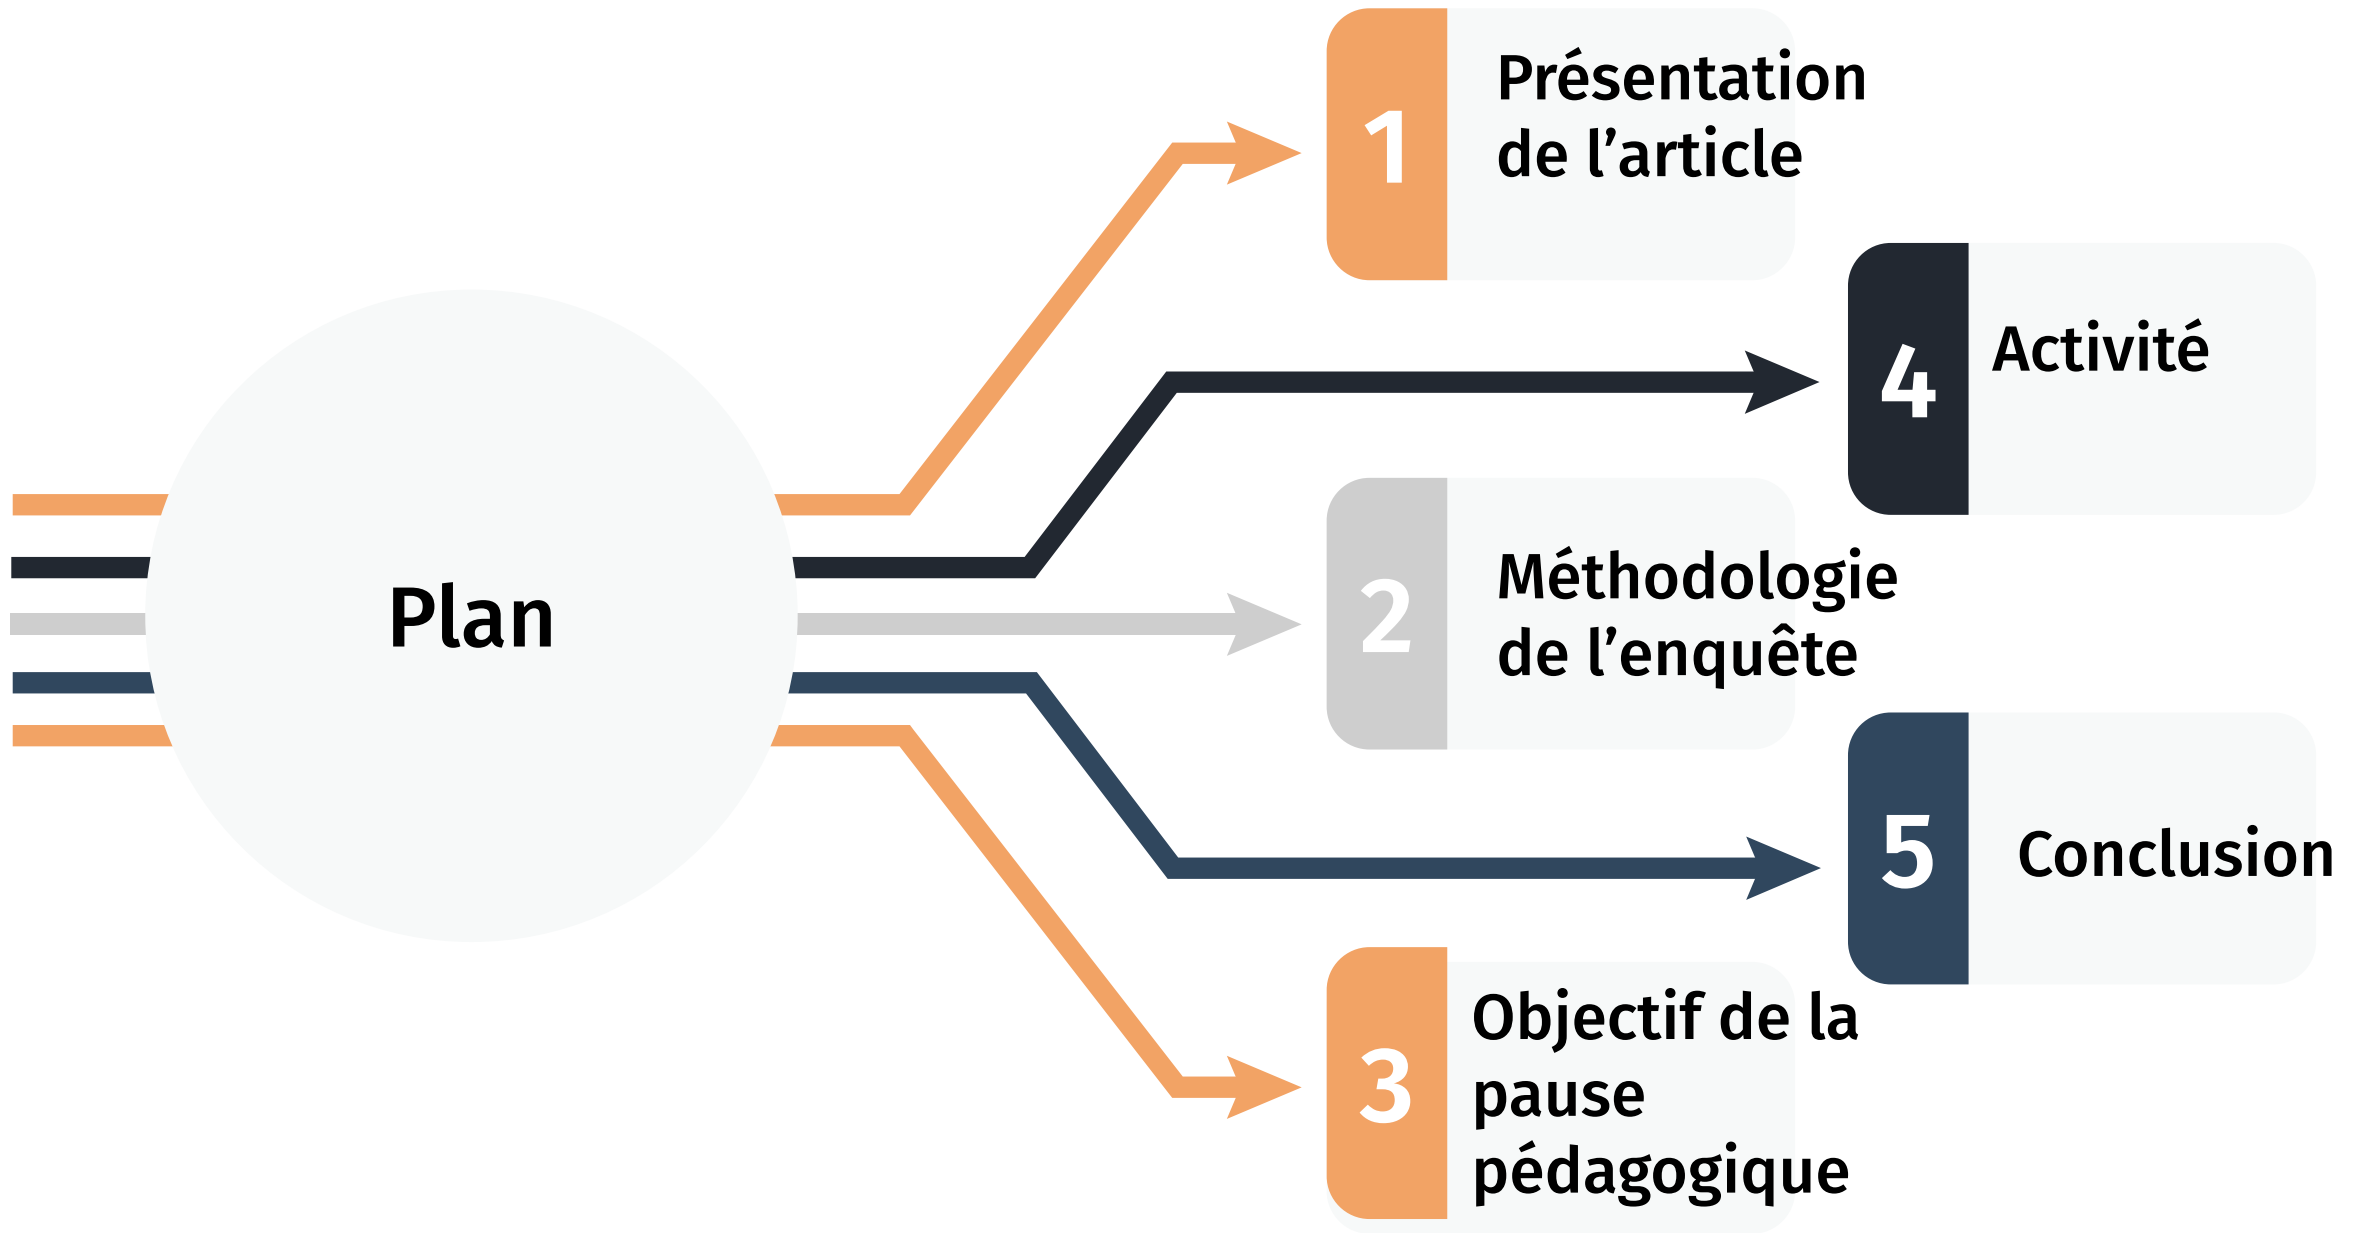 Plan
1
Présentation
de l’article
2
Méthodologie
de l’enquête
3
Objectif de la
pause
pédagogique
4
Activité
5
Conclusion